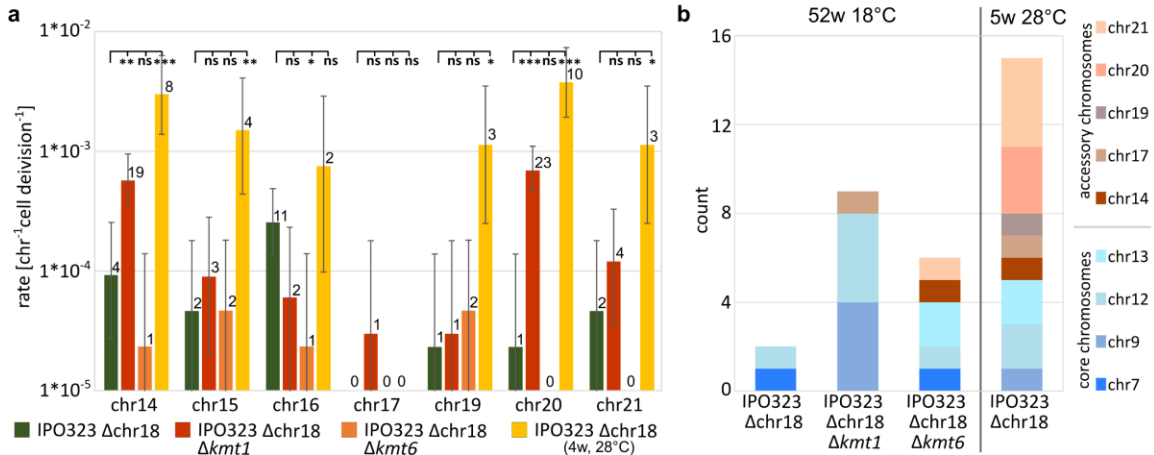 a
1*10-2
1*10-3
1*10-4
1*10-5
rate [chr-1cell deivision-1]
** ns ***
ns ns **
ns * ns
ns ns ns
ns ns *
*** ns ***
ns ns *
4 19 1 8
2 3 2 4
11 2 1 2
0 1 0 0
1 1 2 3
1 23 0 10
2 4 0 3
chr14 chr15 chr16 chr17 chr19 chr20 chr21
IPO323 Δchr18
IPO323 Δchr18
Δkmt1
IPO323 Δchr18
Δkmt6
IPO323 Δchr18
(4w, 28°C)
b
52w 18°C
5w 28°C
16
12
8
4
0
count
IPO323
Δchr18
IPO323
Δchr18
Δkmt1
IPO323
Δchr18
Δkmt6
IPO323
Δchr18
accessory chromosomes
chr21
chr20
chr19
chr17
chr14
core chromosomes
chr13
chr12
chr9
chr7